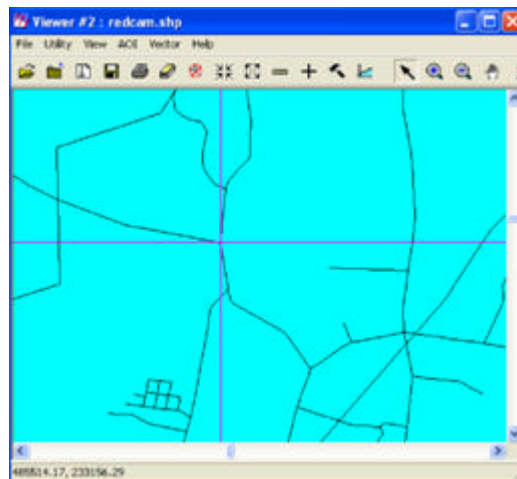 Viewer #2 : redcam.shp
File Utility View AOI Vector Help
485514.17, 233156.29